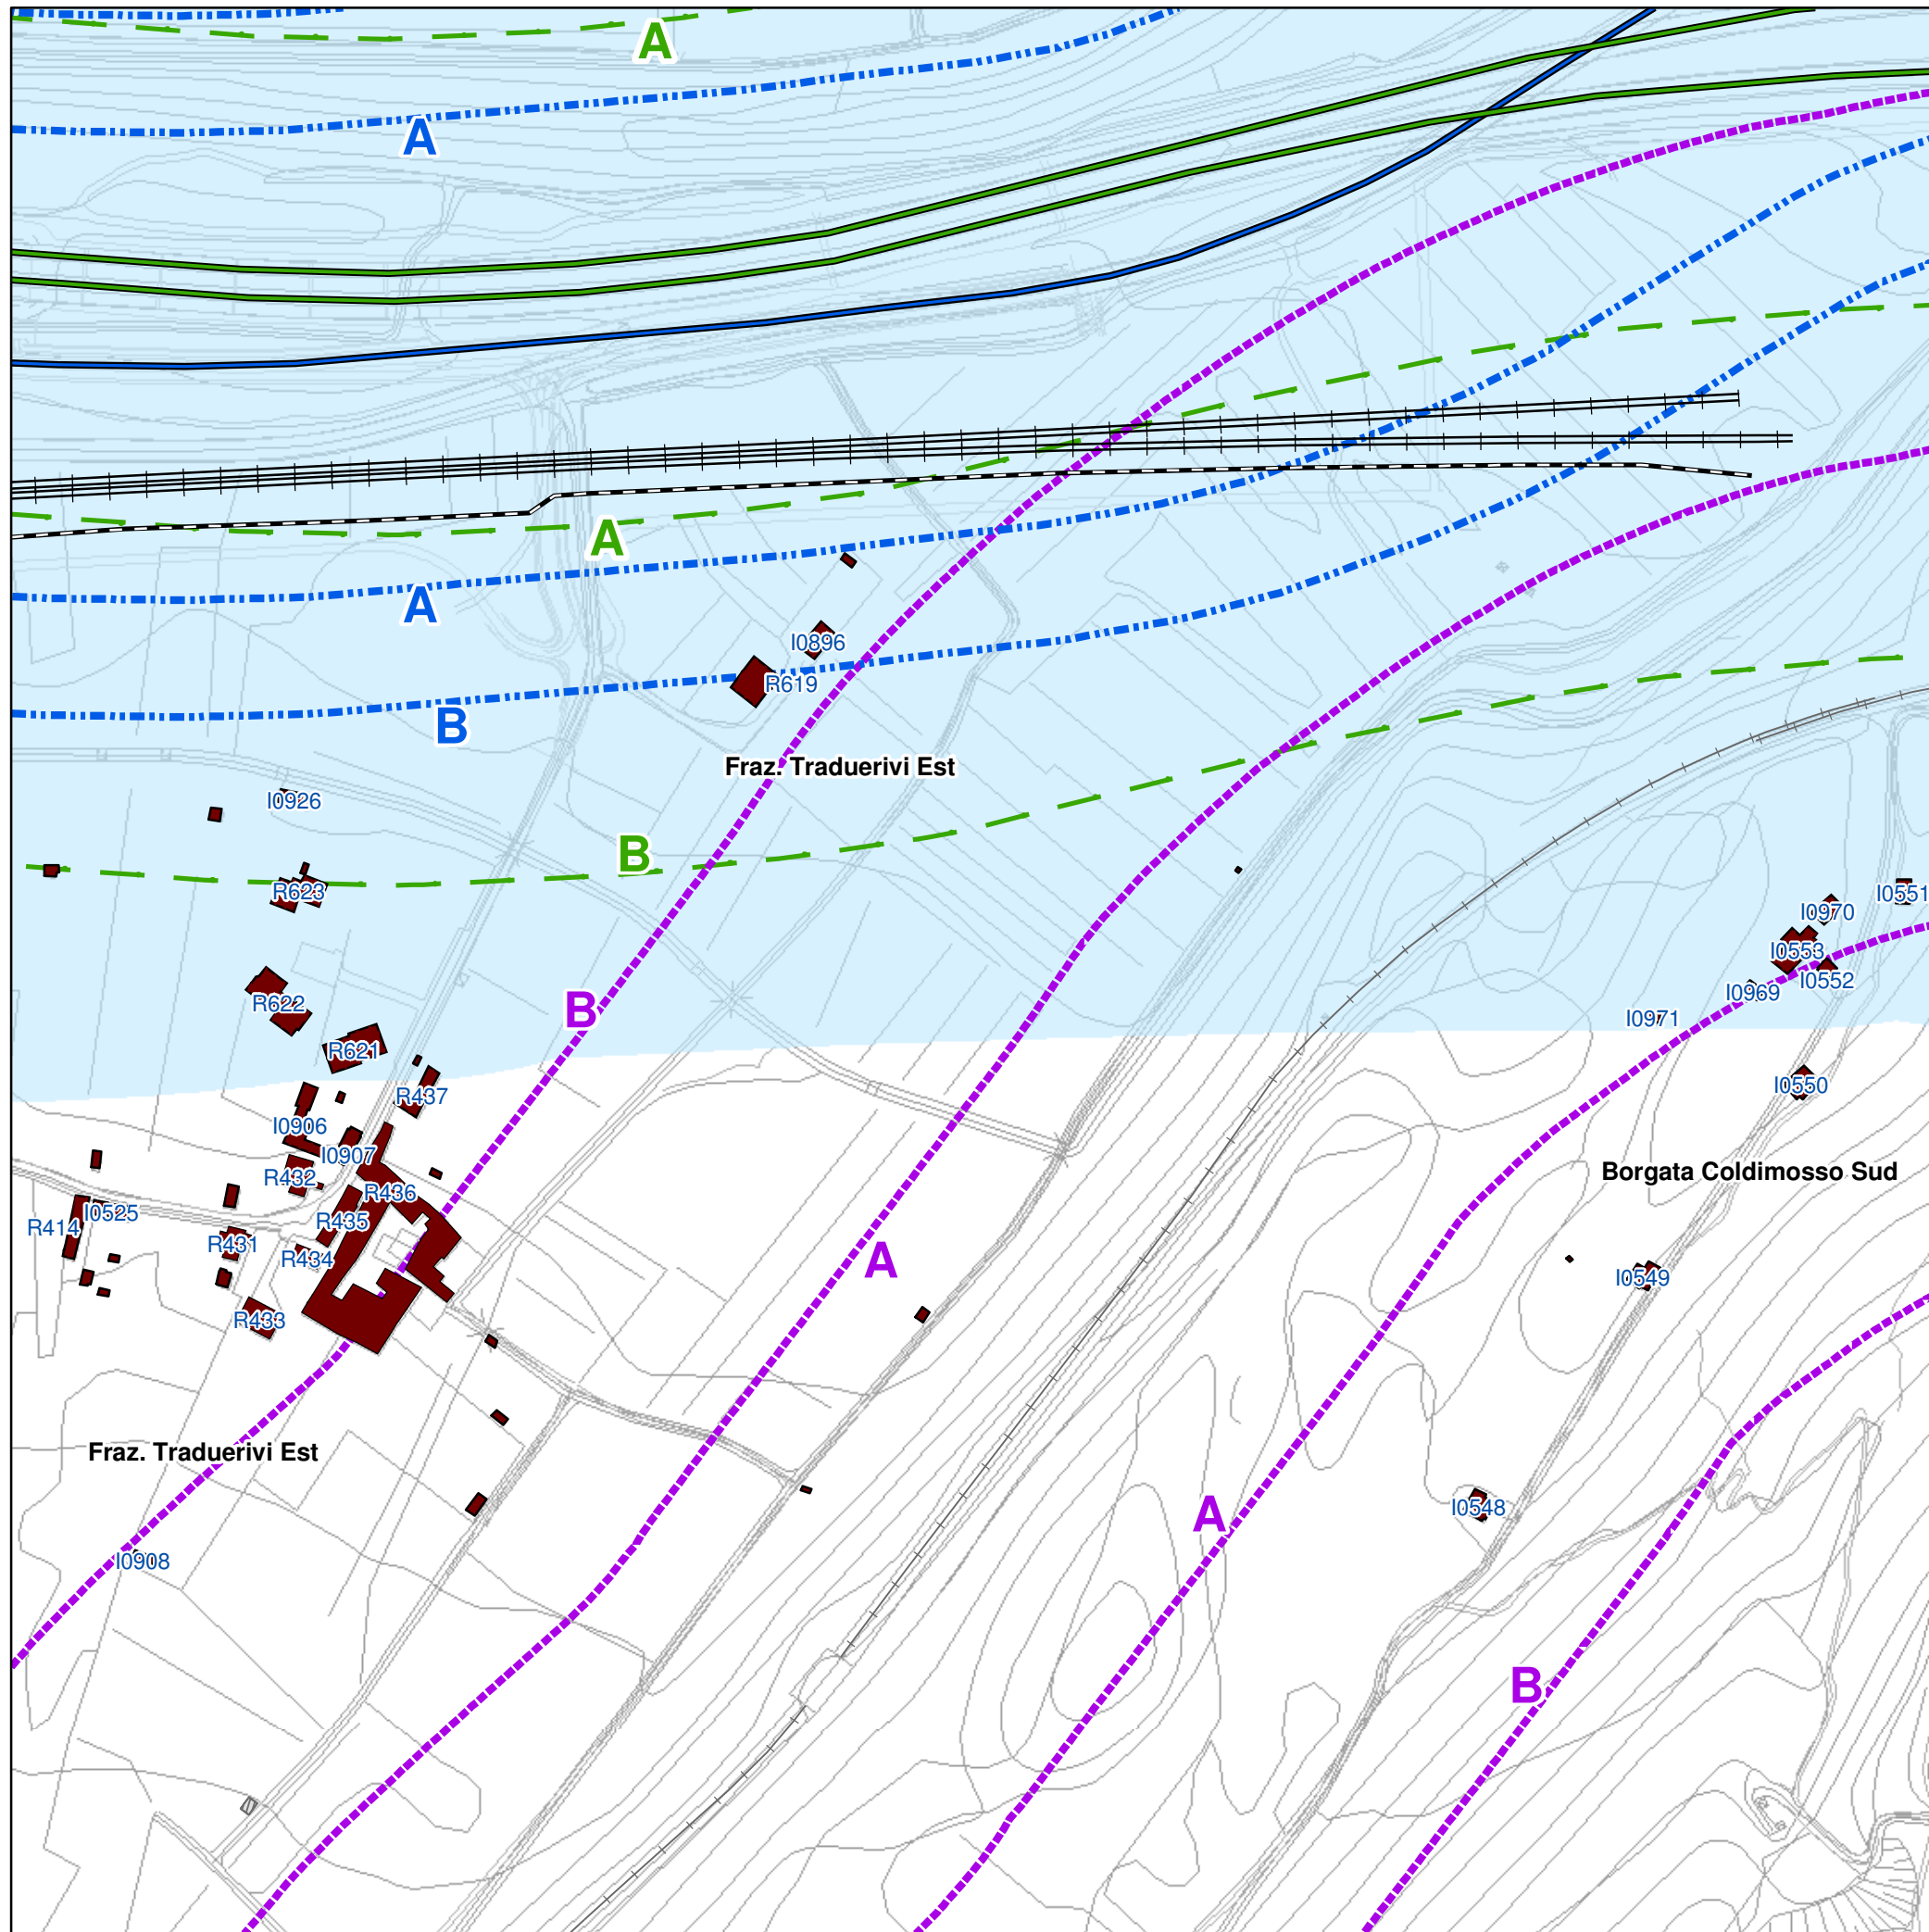 A
A
A
A
I0896
R619
B
Fraz. Traduerivi Est
I0926
B
R623
I0551
I0970
I0553
I0552
I0969
R622
B
I0971
R621
I0550
R437
I0906
I0907
R432
Borgata Coldimosso Sud
R436
I0525
R435
R414
R431
R434
A
I0549
R433
Fraz. Traduerivi Est
I0548
A
I0908
B